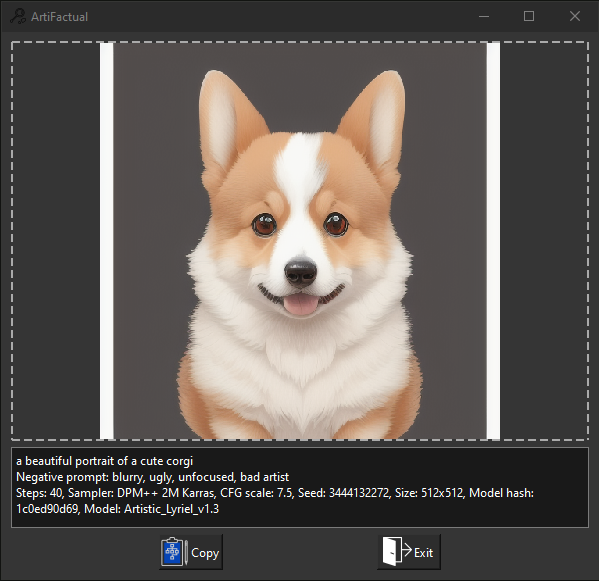 ArtiFactual
a beautiful portrait of a cute corgi
Negative prompt: blurry, ugly, unfocused, bad artist
Steps: 40, Sampler: DPM++ 2M Karras, CFG scale: 7.5, Seed: 3444132272, Size: 512x512, Model hash:
1c0ed90d69, Model: Artistic_Lyriel_v1.3
Copy
Exit